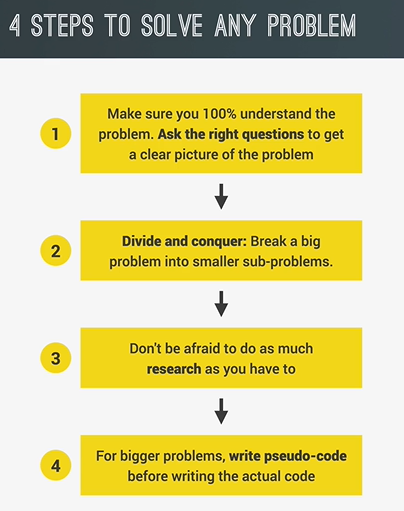 4 STEPS TO SOLVE ANY PROBLEM
1
Make sure you 100% understand the
problem. Ask the right questions to get
a clear picture of the problem
2
Divide and conquer: Break a big
problem into smaller sub-problems.
3
Don't be afraid to do as much
research as you have to
4
For bigger problems, write pseudo-code
before writing the actual code